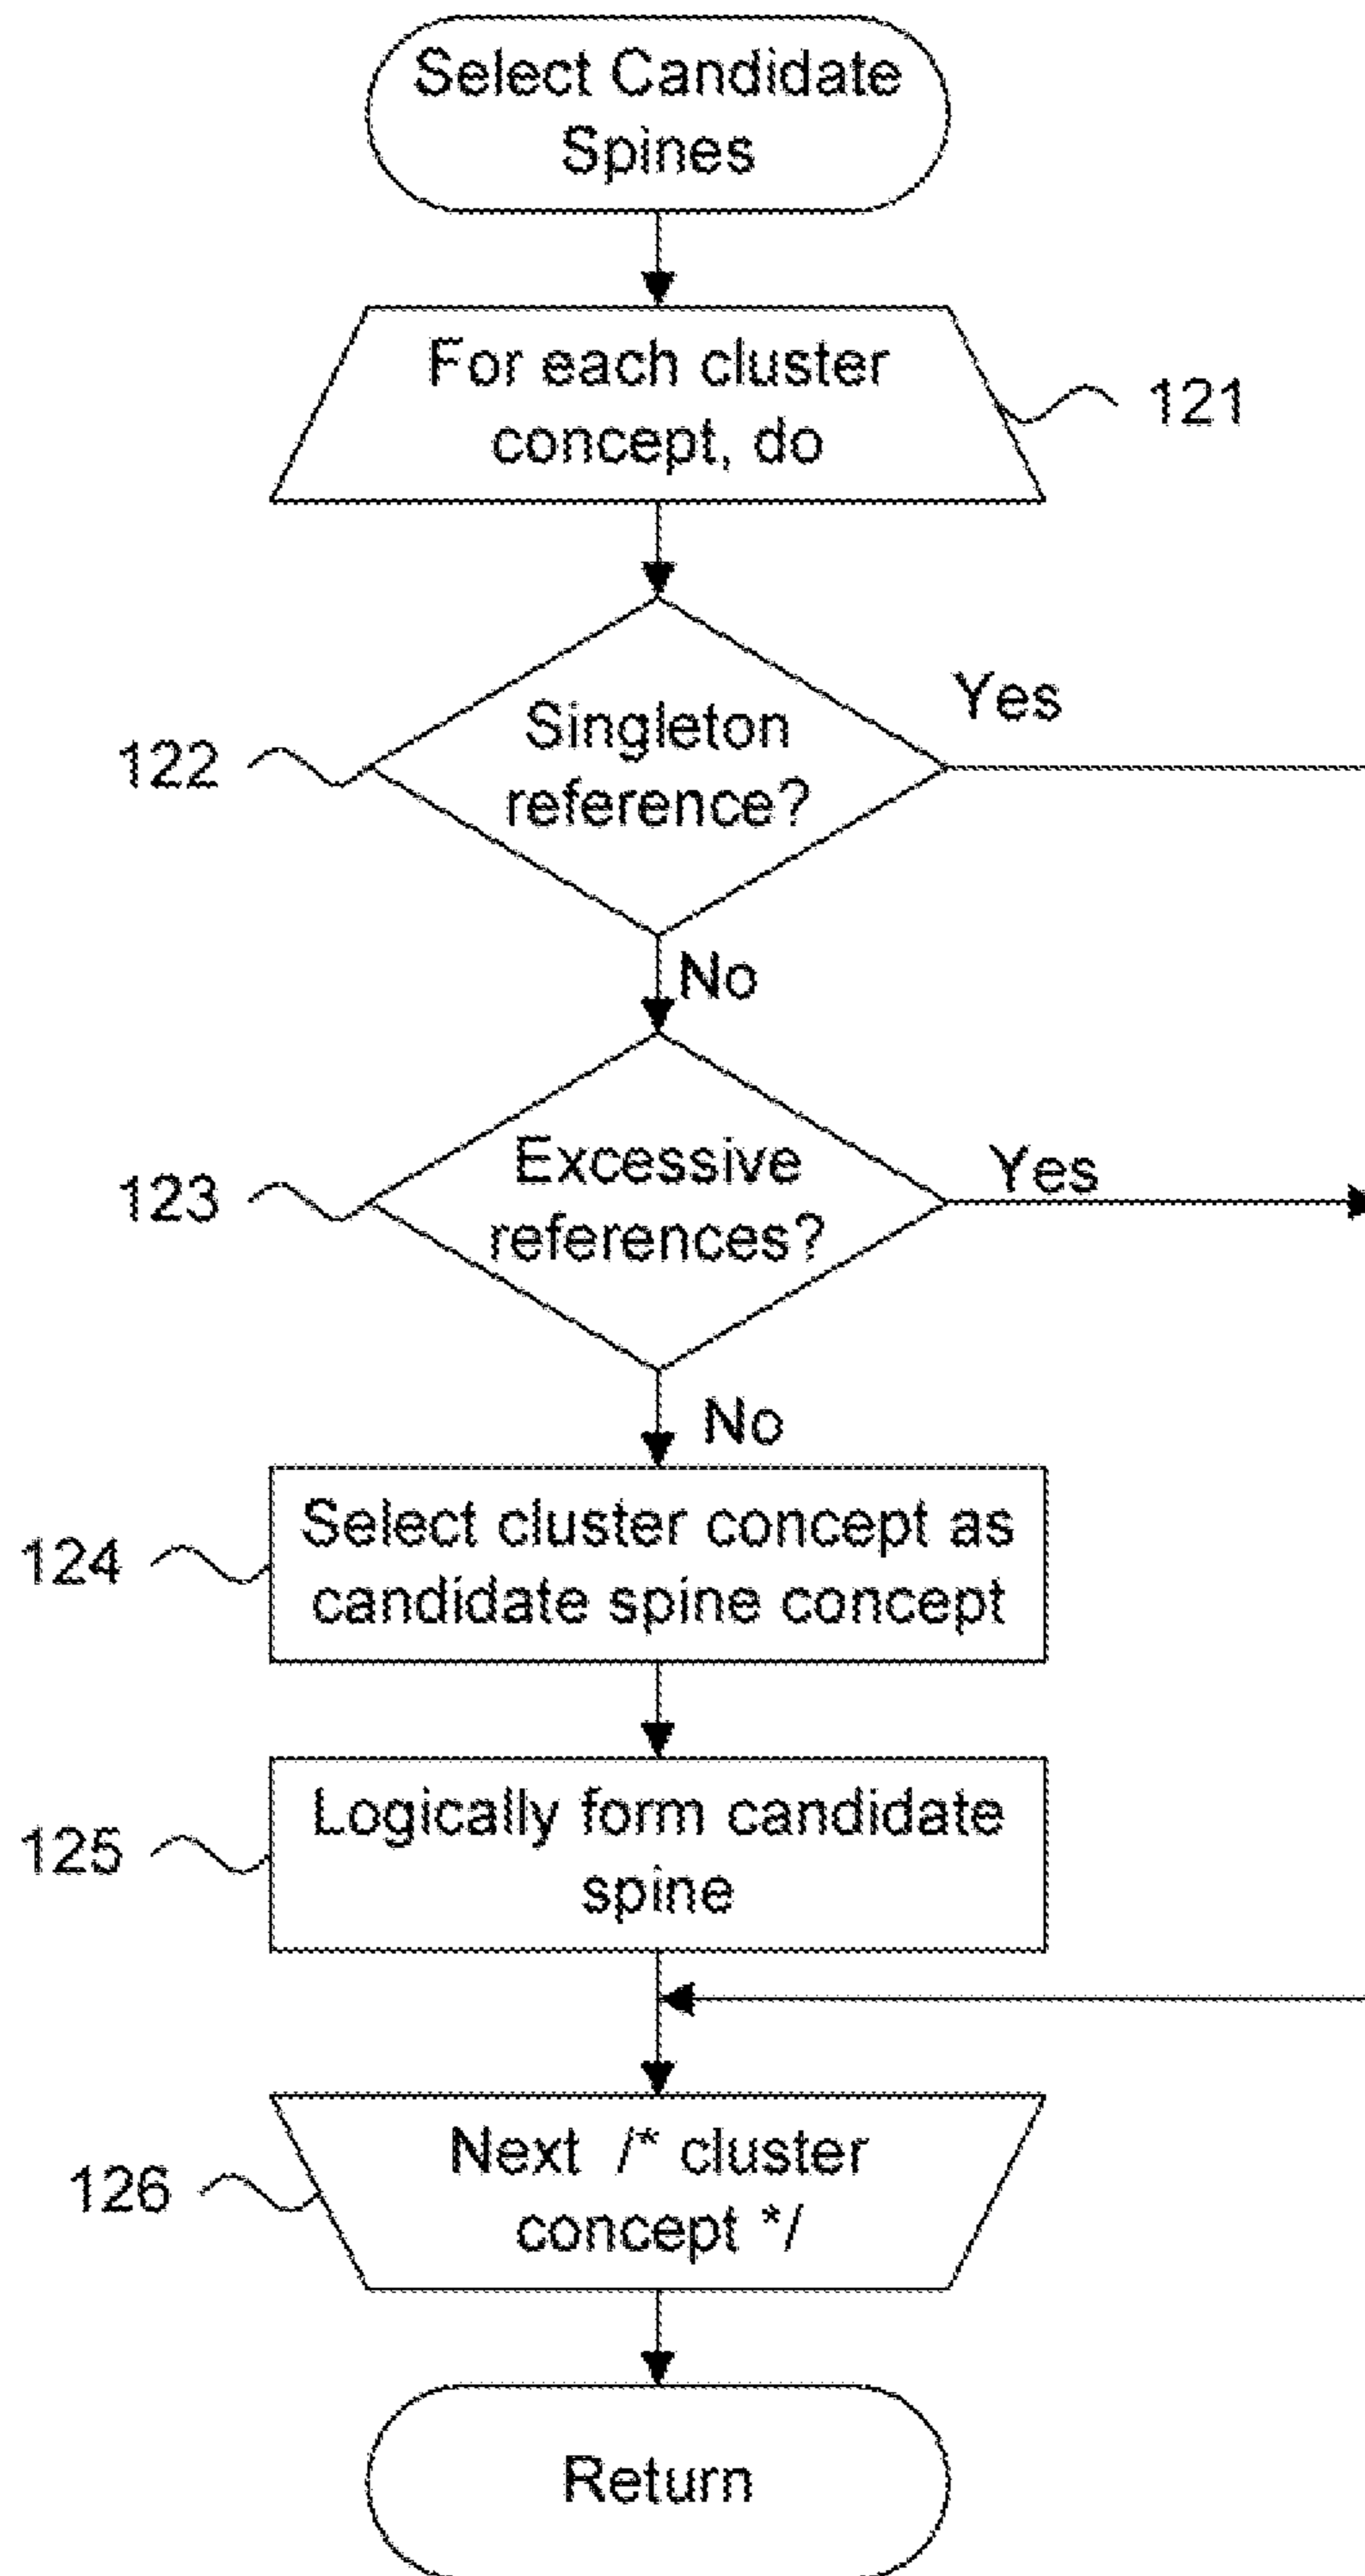 Select Candidate
Spines
For each cluster
concept, do
121
Singleton
reference?
Yes
122
No
Excessive
references?
Yes
123
No
Select cluster concept as
candidate spine concept
124
Logically form candidate
spine
125
Next /* cluster
concept */
126
Return